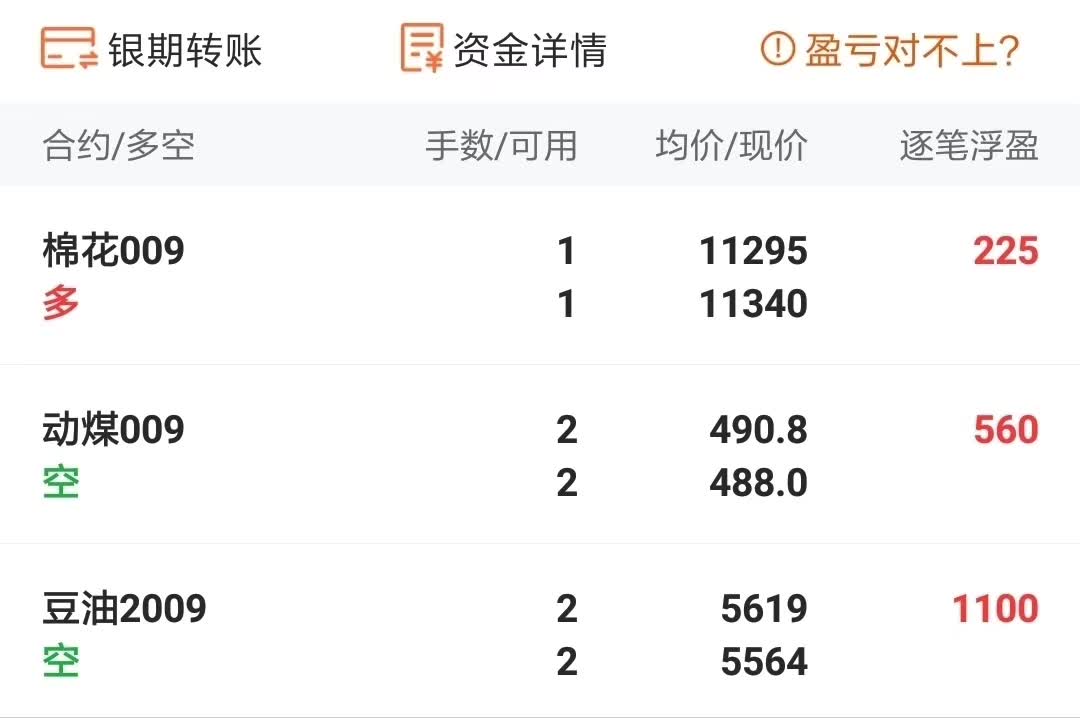 银期转账 资金详情 盈亏对不上?
合约/多空 手数/可用 均价/现价 逐笔浮盈
棉花009 1 11295 225
多 1 11340
动煤009 2 490.8 560
空 2 488.0
豆油2009 2 5619 1100
空 2 5564